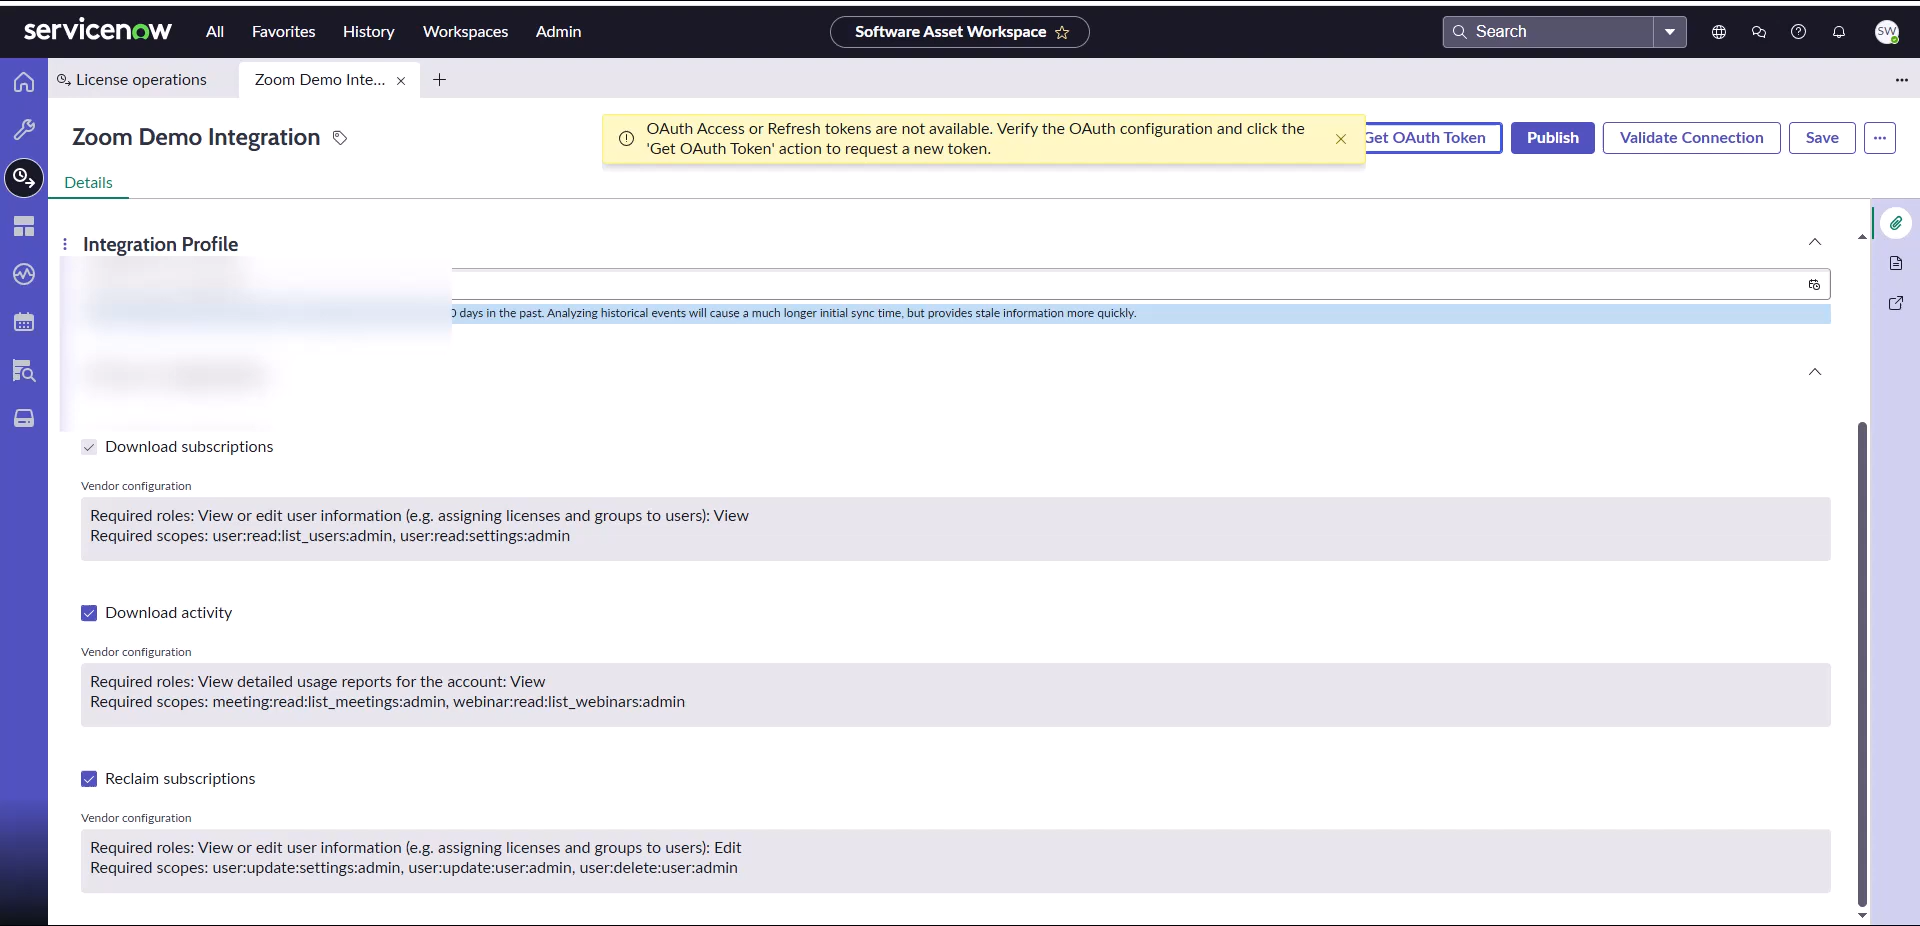 servicenow
All
Favorites
History
Workspaces
Admin
Software Asset Workspace
Search
SW
License operations
Zoom Demo Inte...
Zoom Demo Integration
OAuth Access or Refresh tokens are not available. Verify the OAuth configuration and click the
'Get OAuth Token' action to request a new token.
Get OAuth Token
Publish
Validate Connection
Save
Details
Integration Profile
0 days in the past. Analyzing historical events will cause a much longer initial sync time, but provides stale information more quickly.
Download subscriptions
Vendor configuration
Required roles: View or edit user information (e.g. assigning licenses and groups to users): View
Required scopes: user:read:list_users:admin, user:read:settings:admin
Download activity
Vendor configuration
Required roles: View detailed usage reports for the account: View
Required scopes: meeting:read:list_meetings:admin, webinar:read:list_webinars:admin
Reclaim subscriptions
Vendor configuration
Required roles: View or edit user information (e.g. assigning licenses and groups to users): Edit
Required scopes: user:update:settings:admin, user:update:user:admin, user:delete:user:admin